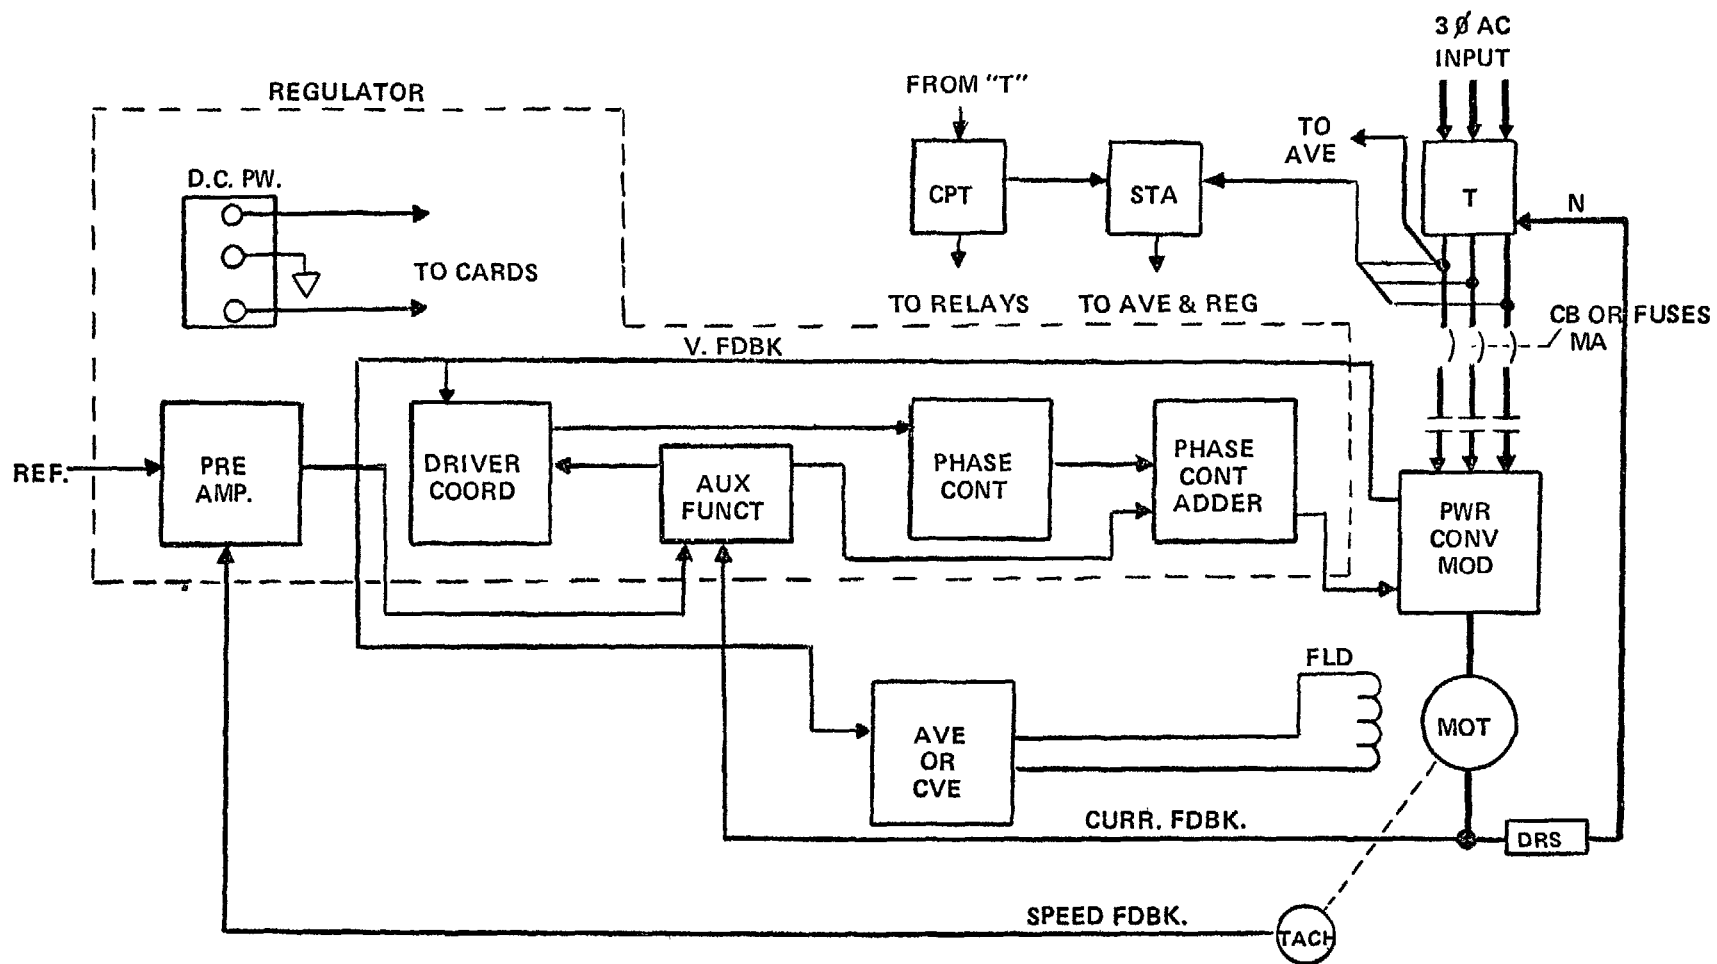 3Ø AC
INPUT
FROM "T"
REGULATOR
TO
AVE
D.C. PW.
CPT
STA
T
N
TO CARDS
TO RELAYS
TO AVE & REG
CB OR FUSES
MA
V. FDBK
REF.
PRE
AMP.
DRIVER
COORD
AUX
FUNCT
PHASE
CONT
PHASE
CONT
ADDER
PWR
CONV
MOD
FLD
MOT
AVE
OR
CVE
CURR. FDBK.
DRS
SPEED FDBK.
TACH